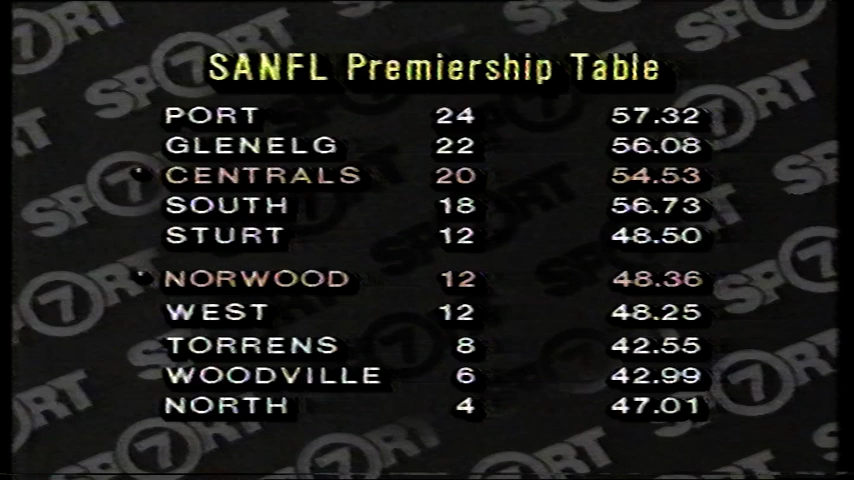 SANFL Premiership Table
PORT 24 57.32
GLENELG 22 56.08
* CENTRALS 20 54.53
SOUTH 18 56.73
STURT 12 48.50
* NORWOOD 12 48.36
WEST 12 48.25
TORRENS 8 42.55
WOODVILLE 6 42.99
NORTH 4 47.01